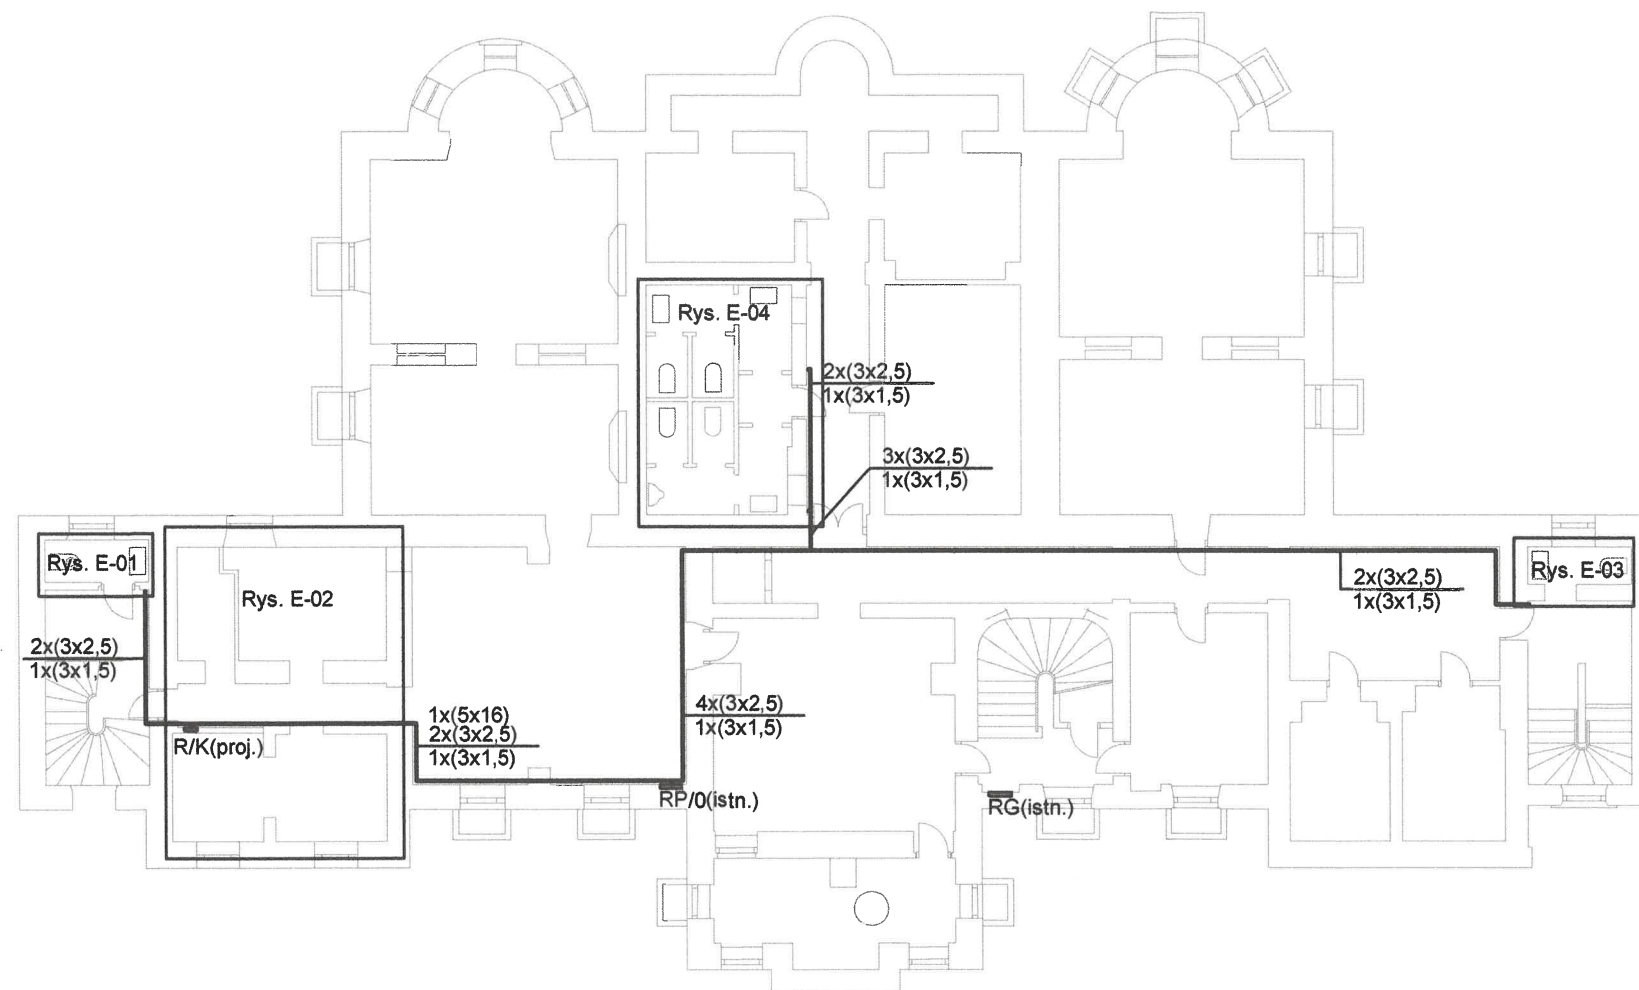 Rys. E-04
2x(3x2,5)
1x(3x1,5)
3x(3x2,5)
1x(3x1,5)
Rys. E-01
Rys. E-02
2x(3x2,5)
1x(3x1,5)
Rys. E-03
2x(3x2,5)
1x(3x1,5)
1x(5x16)
2x(3x2,5)
1x(3x1,5)
4x(3x2,5)
1x(3x1,5)
R/K(proj.)
RP/0(istn.)
RG(istn.)